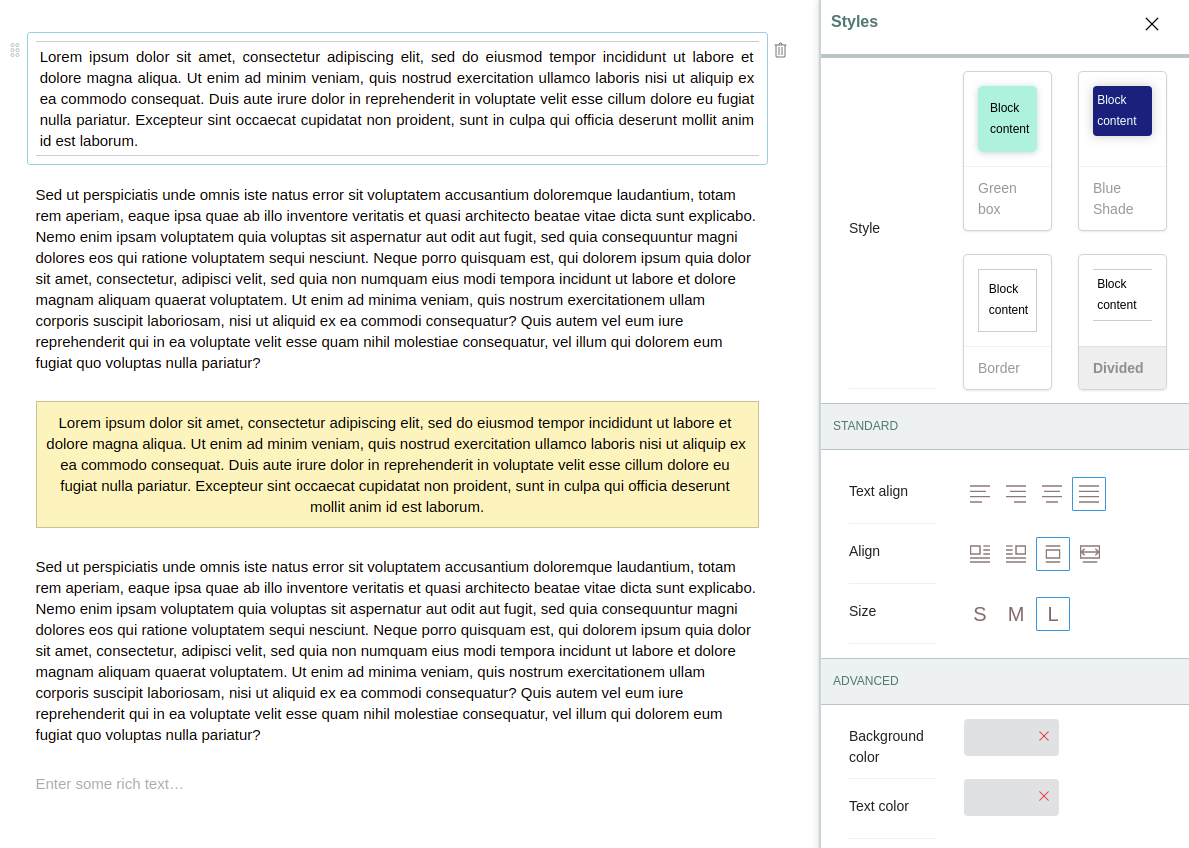 Lorem ipsum dolor sit amet, consectetur adipiscing elit, sed do eiusmod tempor incididunt ut labore et
dolore magna aliqua. Ut enim ad minim veniam, quis nostrud exercitation ullamco laboris nisi ut aliquip ex
ea commodo consequat. Duis aute irure dolor in reprehenderit in voluptate velit esse cillum dolore eu fugiat
nulla pariatur. Excepteur sint occaecat cupidatat non proident, sunt in culpa qui officia deserunt mollit anim
id est laborum.
Sed ut perspiciatis unde omnis iste natus error sit voluptatem accusantium doloremque laudantium, totam
rem aperiam, eaque ipsa quae ab illo inventore veritatis et quasi architecto beatae vitae dicta sunt explicabo.
Nemo enim ipsam voluptatem quia voluptas sit aspernatur aut odit aut fugit, sed quia consequuntur magni
dolores eos qui ratione voluptatem sequi nesciunt. Neque porro quisquam est, qui dolorem ipsum quia dolor
sit amet, consectetur, adipisci velit, sed quia non numquam eius modi tempora incidunt ut labore et dolore
magnam aliquam quaerat voluptatem. Ut enim ad minima veniam, quis nostrum exercitationem ullam
corporis suscipit laboriosam, nisi ut aliquid ex ea commodi consequatur? Quis autem vel eum iure
reprehenderit qui in ea voluptate velit esse quam nihil molestiae consequatur, vel illum qui dolorem eum
fugiat quo voluptas nulla pariatur?
Lorem ipsum dolor sit amet, consectetur adipiscing elit, sed do eiusmod tempor incididunt ut labore et
dolore magna aliqua. Ut enim ad minim veniam, quis nostrud exercitation ullamco laboris nisi ut aliquip ex
ea commodo consequat. Duis aute irure dolor in reprehenderit in voluptate velit esse cillum dolore eu
fugiat nulla pariatur. Excepteur sint occaecat cupidatat non proident, sunt in culpa qui officia deserunt
mollit anim id est laborum.
Sed ut perspiciatis unde omnis iste natus error sit voluptatem accusantium doloremque laudantium, totam
rem aperiam, eaque ipsa quae ab illo inventore veritatis et quasi architecto beatae vitae dicta sunt explicabo.
Nemo enim ipsam voluptatem quia voluptas sit aspernatur aut odit aut fugit, sed quia consequuntur magni
dolores eos qui ratione voluptatem sequi nesciunt. Neque porro quisquam est, qui dolorem ipsum quia dolor
sit amet, consectetur, adipisci velit, sed quia non numquam eius modi tempora incidunt ut labore et dolore
magnam aliquam quaerat voluptatem. Ut enim ad minima veniam, quis nostrum exercitationem ullam
corporis suscipit laboriosam, nisi ut aliquid ex ea commodi consequatur? Quis autem vel eum iure
reprehenderit qui in ea voluptate velit esse quam nihil molestiae consequatur, vel illum qui dolorem eum
fugiat quo voluptas nulla pariatur?
Enter some rich text…
Styles
Style
Block
content
Green
box
Block
content
Blue
Shade
Block
content
Border
Block
content
Divided
STANDARD
Text align
Align
Size
S M L
ADVANCED
Background
color
Text color